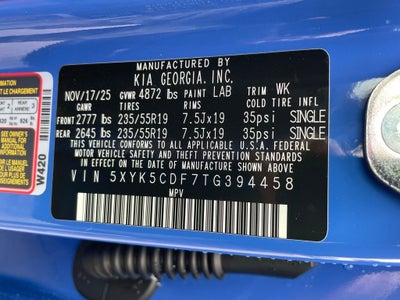 MANUFACTURED BY
KIA GEORGIA. INC.
NOV/17/25 GVWR 4872 lbs PAINT LAB TRIM WK
GAWR TIRES RIMS COLD TIRE INFL
FRONT 2777 lbs 235/55R19 7.5Jx19 35psi SINGLE
REAR 2645 lbs 235/55R19 7.5Jx19 35psi SINGLE
THIS VEHICLE CONFORMS TO ALL APPLICABLE U.S.A. FEDERAL
MOTOR VEHICLE SAFETY, BUMPER, AND THEFT PREVENTION
STANDARDS IN EFFECT ON THE DATE OF MANUFACTURE SHOWN ABOVE.
VIN 5XYK5CDF7TG394458
MPV
W420